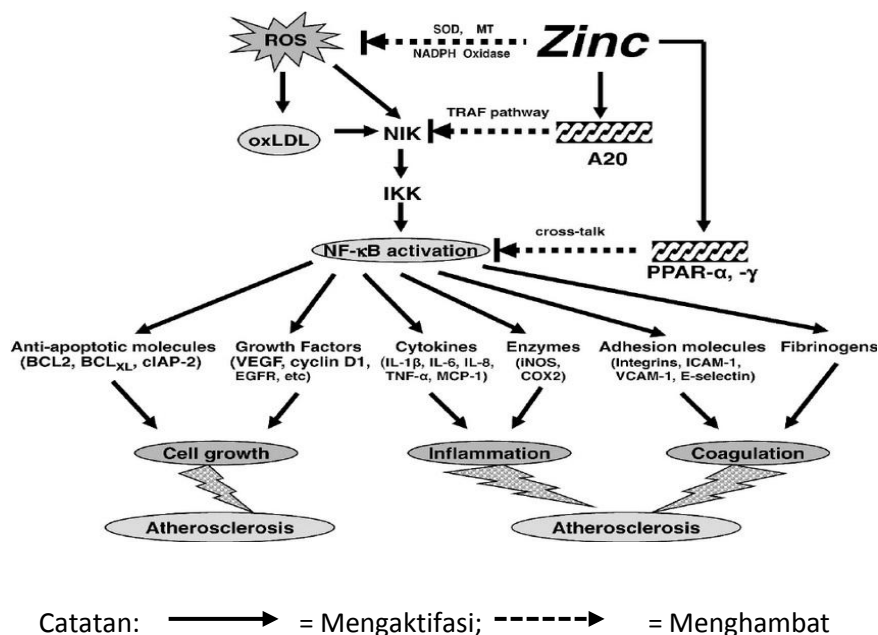 ROS
SOD, MT
NADPH Oxidase
Zinc
TRAF pathway
oxLDL
NIK
A20
IKK
cross-talk
NF-κB activation
PPAR-α, -γ
Anti-apoptotic molecules
(BCL2, BCLXL, cIAP-2)
Growth Factors
(VEGF, cyclin D1,
EGFR, etc)
Cytokines
(IL-1β, IL-6, IL-8,
TNF-α, MCP-1)
Enzymes
(iNOS,
COX2)
Adhesion molecules
(Integrins, ICAM-1,
VCAM-1, E-selectin)
Fibrinogens
Cell growth
Inflammation
Coagulation
Atherosclerosis
Atherosclerosis
Catatan: = Mengaktifasi; = Menghambat